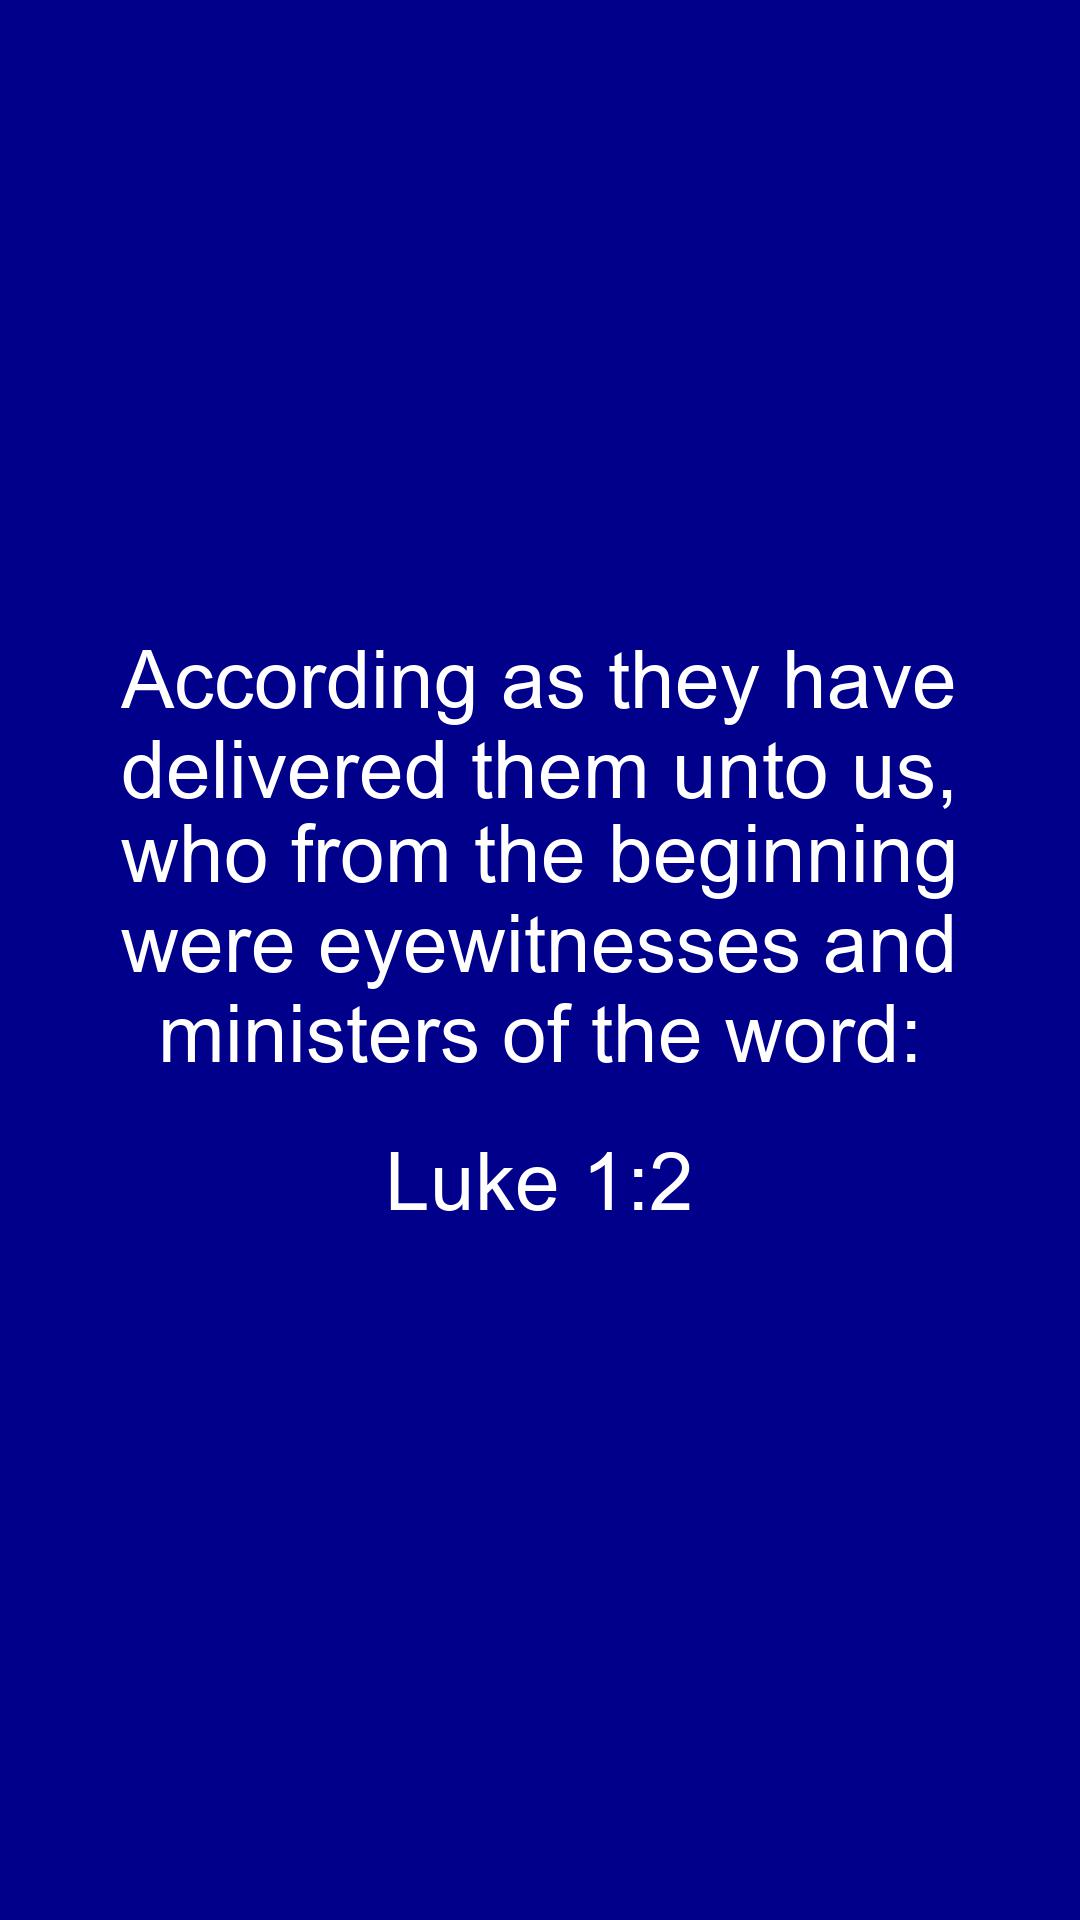 According as they have
delivered them unto us,
who from the beginning
were eyewitnesses and
ministers of the word:
Luke 1:2